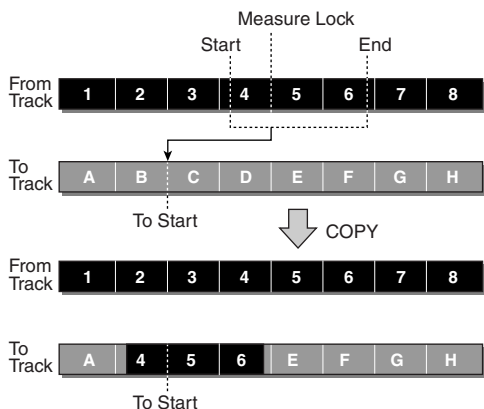 Measure Lock
Start End
From Track 1 2 3 4 5 6 7 8
To Track A B C D E F G H
To Start
COPY
From Track 1 2 3 4 5 6 7 8
To Track A 4 5 6 E F G H
To Start